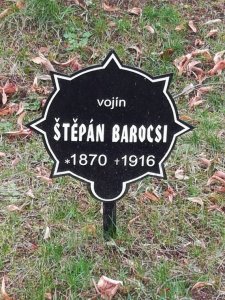 vojín
ŠTĚPÁN BAROCSI
*1870 †1916